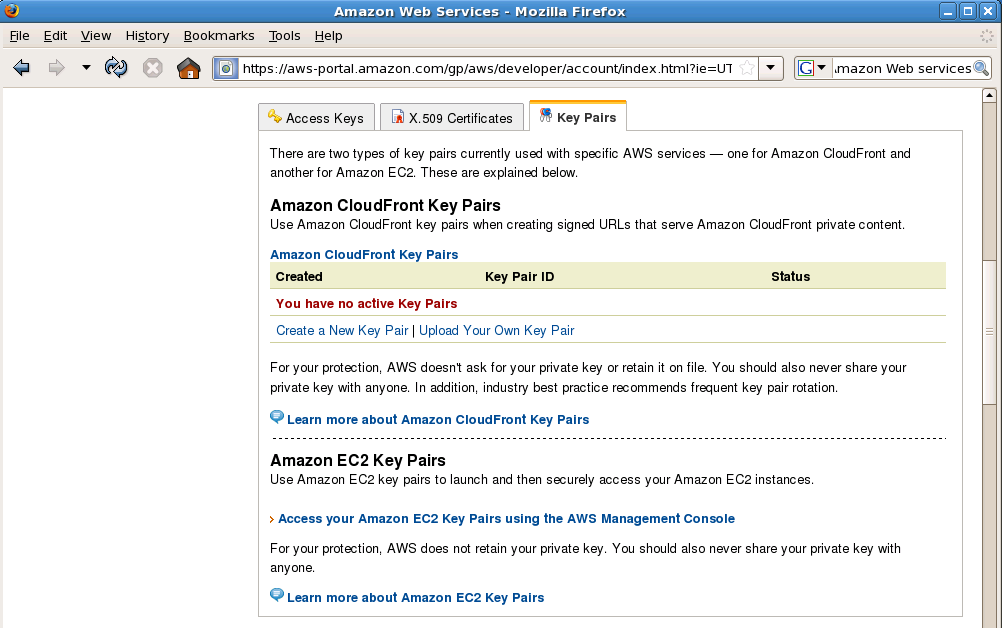 Amazon Web Services - Mozilla Firefox
File Edit View History Bookmarks Tools Help
https://aws-portal.amazon.com/gp/aws/developer/account/index.html?ie=UT
G
mazon Web services
Access Keys
X.509 Certificates
Key Pairs
There are two types of key pairs currently used with specific AWS services — one for Amazon CloudFront and
another for Amazon EC2. These are explained below.
Amazon CloudFront Key Pairs
Use Amazon CloudFront key pairs when creating signed URLs that serve Amazon CloudFront private content.
Amazon CloudFront Key Pairs
Created Key Pair ID Status
You have no active Key Pairs
Create a New Key Pair | Upload Your Own Key Pair
For your protection, AWS doesn't ask for your private key or retain it on file. You should also never share your
private key with anyone. In addition, industry best practice recommends frequent key pair rotation.
Learn more about Amazon CloudFront Key Pairs
Amazon EC2 Key Pairs
Use Amazon EC2 key pairs to launch and then securely access your Amazon EC2 instances.
› Access your Amazon EC2 Key Pairs using the AWS Management Console
For your protection, AWS does not retain your private key. You should also never share your private key with
anyone.
Learn more about Amazon EC2 Key Pairs